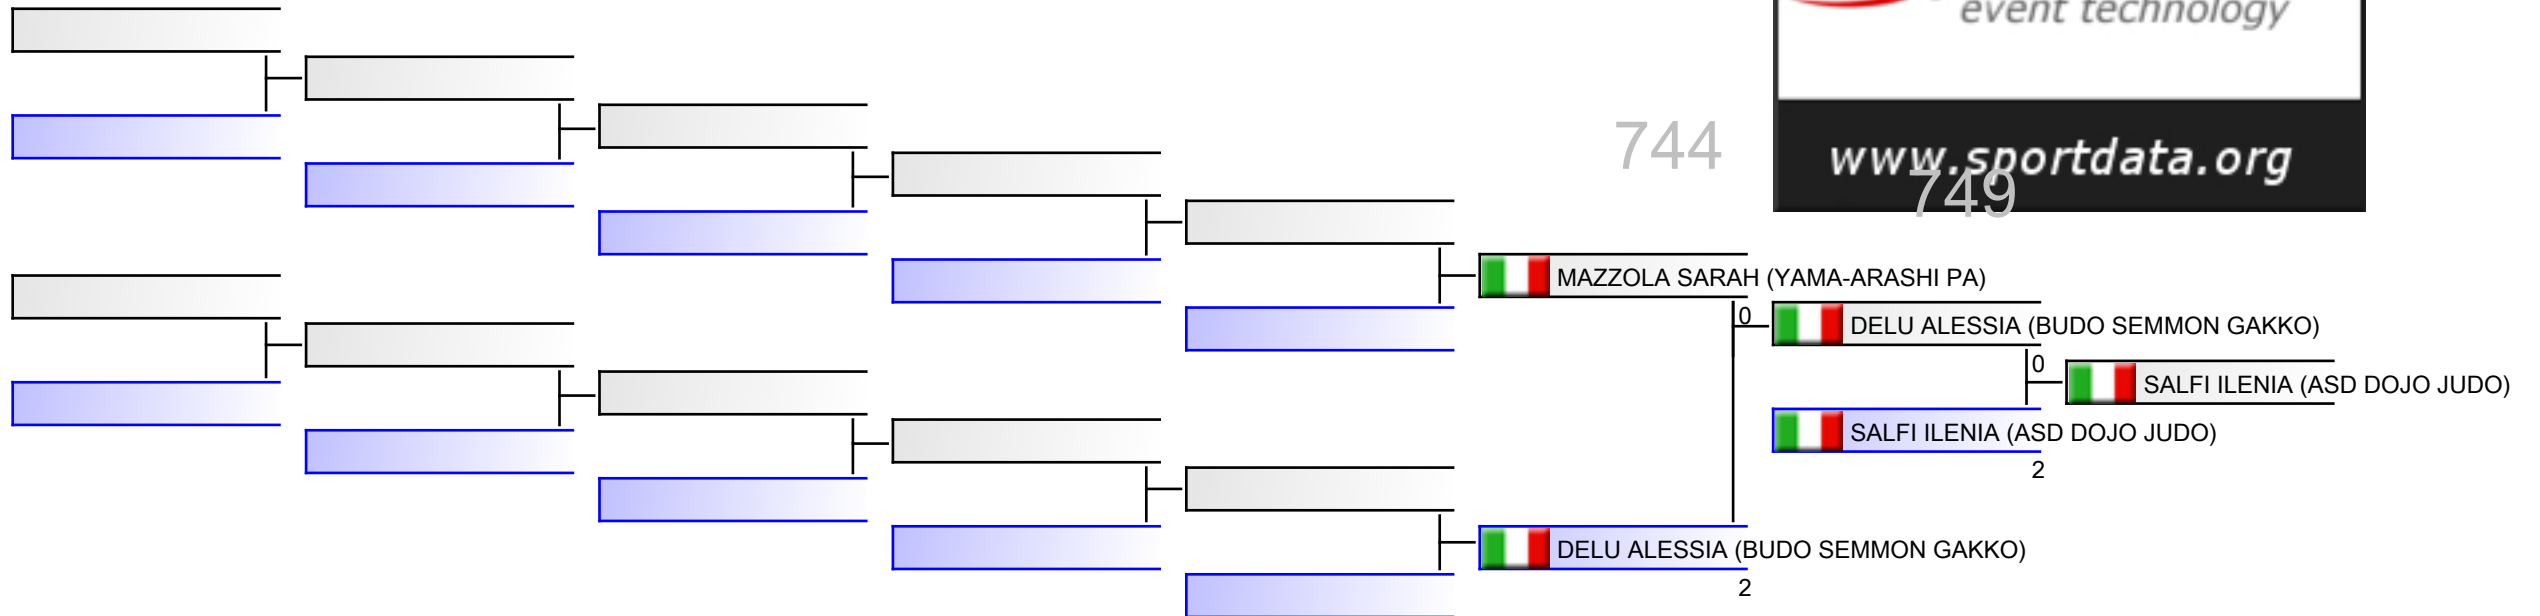 event technology
744
www.sportdata.org
749
MAZZOLA SARAH (YAMA-ARASHI PA)
0
DELU ALESSIA (BUDO SEMMON GAKKO)
0
SALFI ILENIA (ASD DOJO JUDO)
SALFI ILENIA (ASD DOJO JUDO)
2
DELU ALESSIA (BUDO SEMMON GAKKO)
2